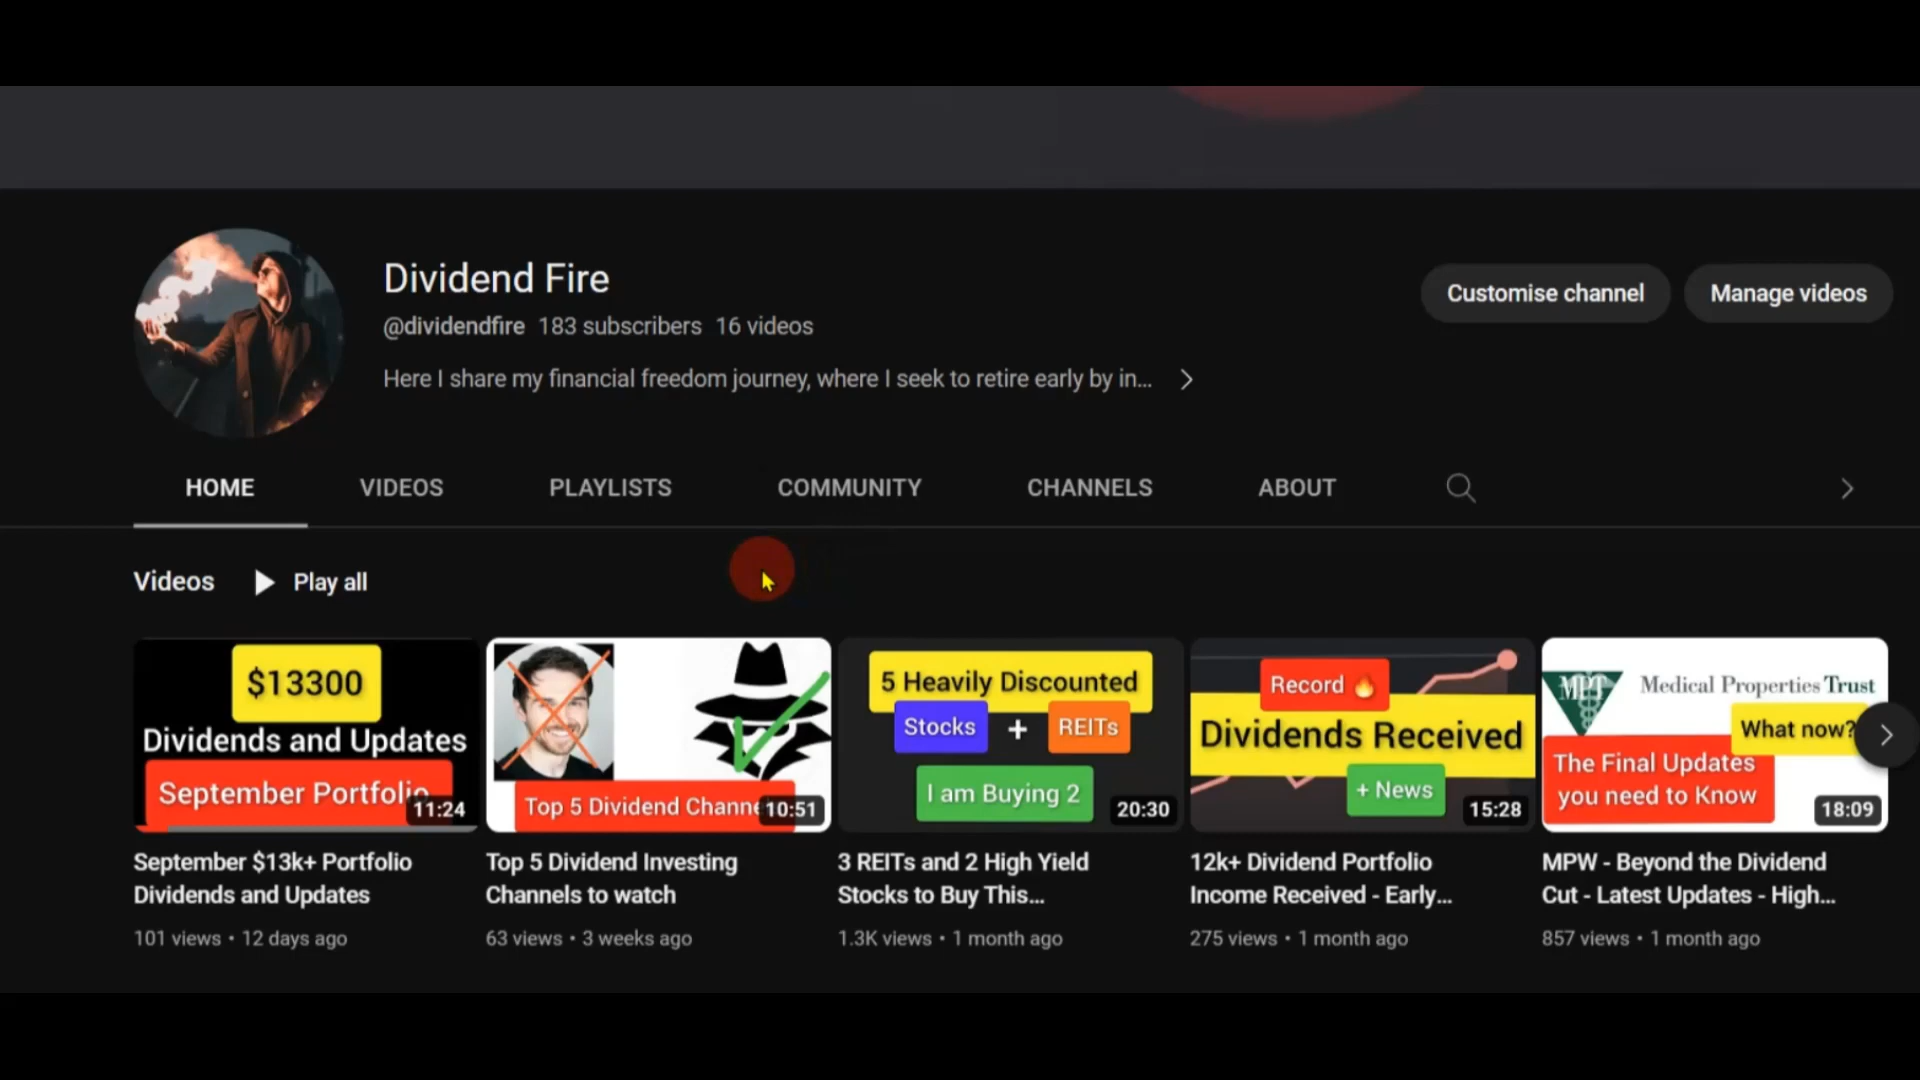 Dividend Fire
@dividendfire 183 subscribers 16 videos
Here I share my financial freedom journey, where I seek to retire early by in...
Customise channel
Manage videos
HOME VIDEOS PLAYLISTS COMMUNITY CHANNELS ABOUT
Videos Play all
$13300
Dividends and Updates
September Portfolio
11:24
Top 5 Dividend Channe
10:51
5 Heavily Discounted
Stocks + REITs
I am Buying 2
20:30
Record 🔥
Dividends Received
+ News
15:28
MPT Medical Properties Trust
What now?
The Final Updates
you need to Know
18:09
September $13k+ Portfolio
Dividends and Updates
101 views • 12 days ago
Top 5 Dividend Investing
Channels to watch
63 views • 3 weeks ago
3 REITs and 2 High Yield
Stocks to Buy This...
1.3K views • 1 month ago
12k+ Dividend Portfolio
Income Received - Early...
275 views • 1 month ago
MPW - Beyond the Dividend
Cut - Latest Updates - High...
857 views • 1 month ago